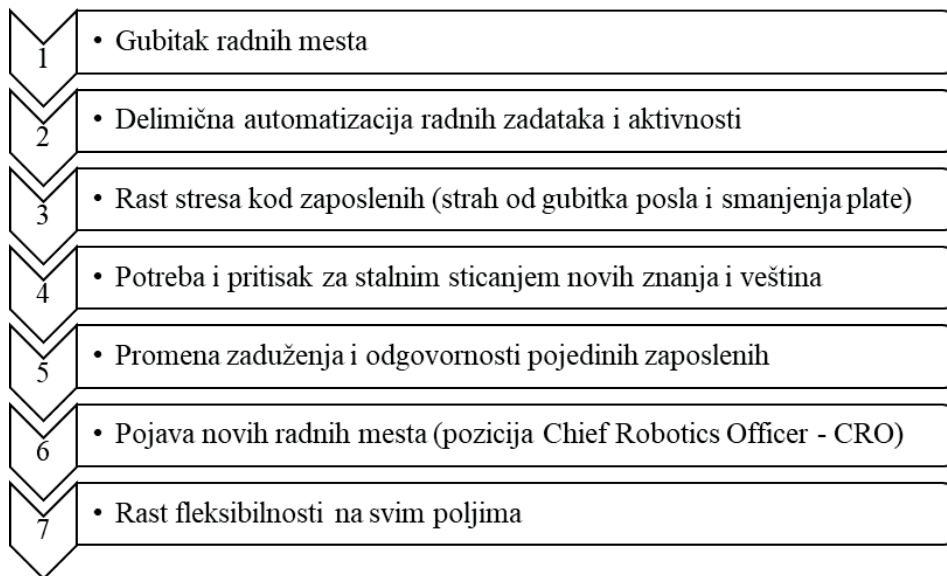 1 • Gubitak radnih mesta
2 • Delimična automatizacija radnih zadataka i aktivnosti
3 • Rast stresa kod zaposlenih (strah od gubitka posla i smanjenja plate)
4 • Potreba i pritisak za stalnim sticanjem novih znanja i veština
5 • Promena zaduženja i odgovornosti pojedinih zaposlenih
6 • Pojava novih radnih mesta (pozicija Chief Robotics Officer - CRO)
7 • Rast fleksibilnosti na svim poljima